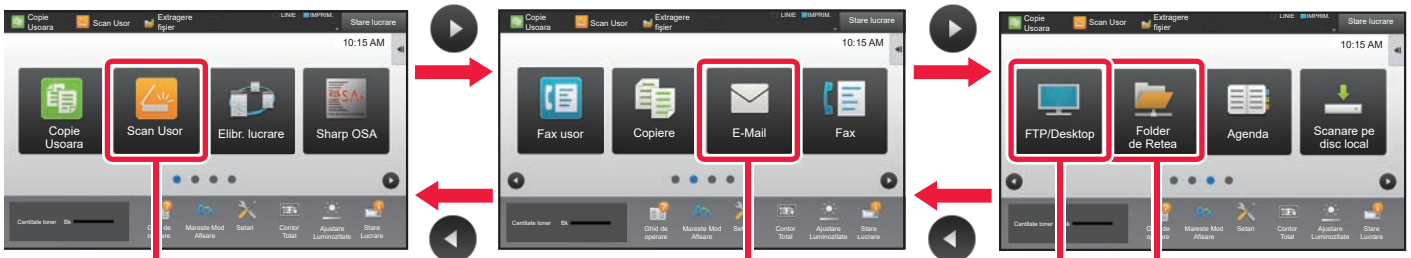 Copie
Usoara
Scan Usor
Extragere
fişier
LINIE
IMPRIM.
Stare lucrare
10:15 AM
Copie
Usoara
Scan Usor
Elibr. lucrare
Sharp OSA
Cantitate toner Bk
Mareste Mod
Afisare
Setari
Contor
Total
Ajustare
Luminozitate
Stare
Lucrare
Copie
Usoara
Scan Usor
Extragere
fişier
LINIE
IMPRIM.
Stare lucrare
10:15 AM
Fax usor
Copiere
E-Mail
Fax
Cantitate toner Bk
Ghid de
operare
Mareste Mod
Afisare
Contor
Total
Ajustare
Luminozitate
Stare
Lucrare
Copie
Usoara
Scan Usor
Extragere
fişier
LINIE
IMPRIM.
Stare lucrare
10:15 AM
FTP/Desktop
Folder
de Retea
Agenda
Scanare pe
disc local
Cantitate toner Bk
Mareste Mod
Afisare
Setari
Contor
Total
Ajustare
Luminozitate
Stare
Lucrare